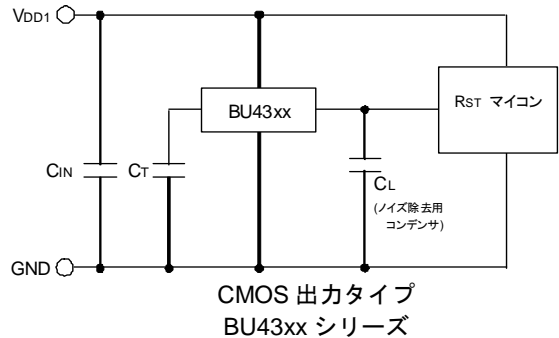 VDD1
BU43xx
RST マイコン
CIN
CT
CL
(ノイズ除去用
コンデンサ)
GND
CMOS 出力タイプ
BU43xx シリーズ